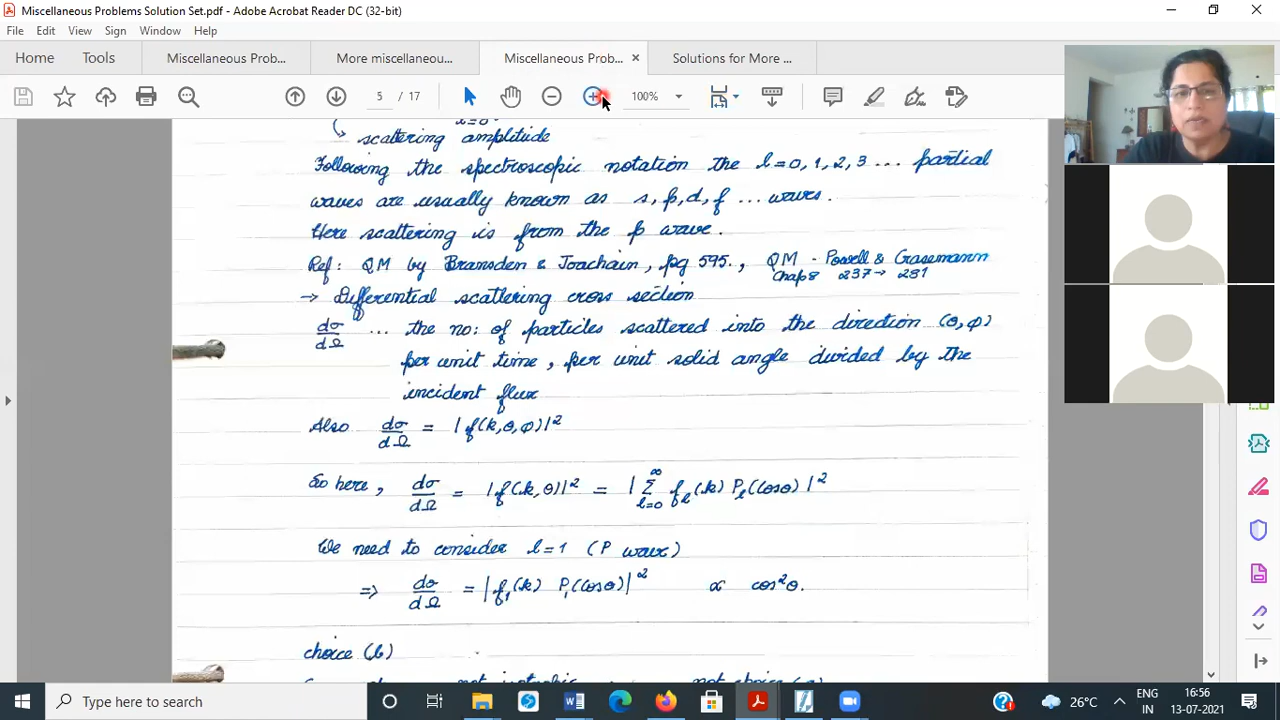 Miscellaneous Problems Solution Set.pdf - Adobe Acrobat Reader DC (32-bit)
File Edit View Sign Window Help
Home Tools Miscellaneous Prob... More miscellaneou... Miscellaneous Prob... × Solutions for More ...
5 / 17 100%
scattering amplitude
Following the spectroscopic notation the l=0, 1, 2, 3 ... partial
waves are usually known as s, p, d, f ... waves.
Here scattering is from the p wave.
Ref: QM by Bransden & Joachain, pg 595., QM - Powell & Crasemann
Chap 8 237 → 281
→ Differential scattering cross section
dσ/dΩ ... the no: of particles scattered into the direction (θ, φ)
per unit time, per unit solid angle divided by the
incident flux
Also dσ/dΩ = |f(k, θ, φ)|²
So here, dσ/dΩ = |f(k, θ)|² = |∑_{l=0}^{∞} f_l(k) P_l(cosθ)|²
We need to consider l=1 (P wave)
⇒ dσ/dΩ = |f_1(k) P_1(cosθ)|² ∝ cos²θ.
choice (b)
not isotropic
Type here to search
26°C ENG IN 16:56 13-07-2021